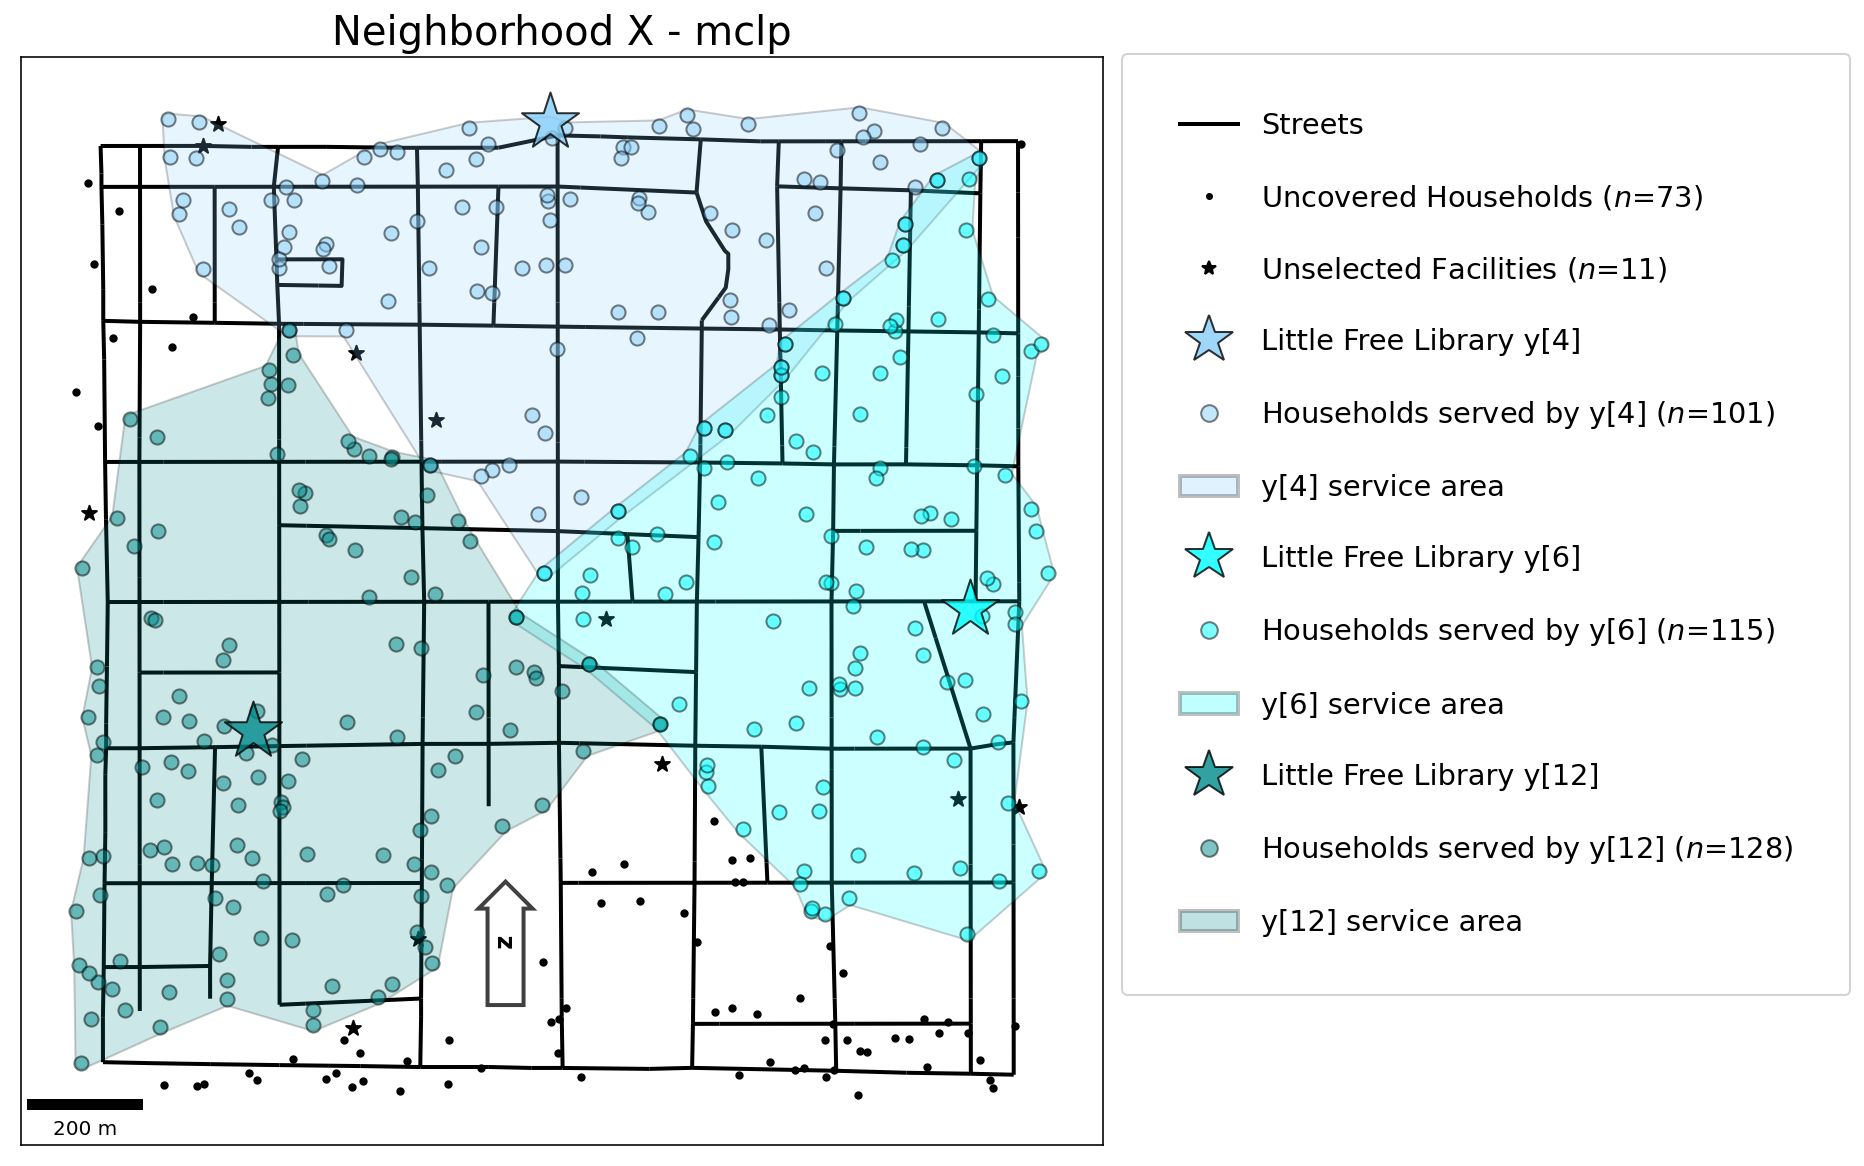 Neighborhood X - mclp
Streets
Uncovered Households (n=73)
Unselected Facilities (n=11)
Little Free Library y[4]
Households served by y[4] (n=101)
y[4] service area
Little Free Library y[6]
Households served by y[6] (n=115)
y[6] service area
Little Free Library y[12]
Households served by y[12] (n=128)
y[12] service area
z
200 m